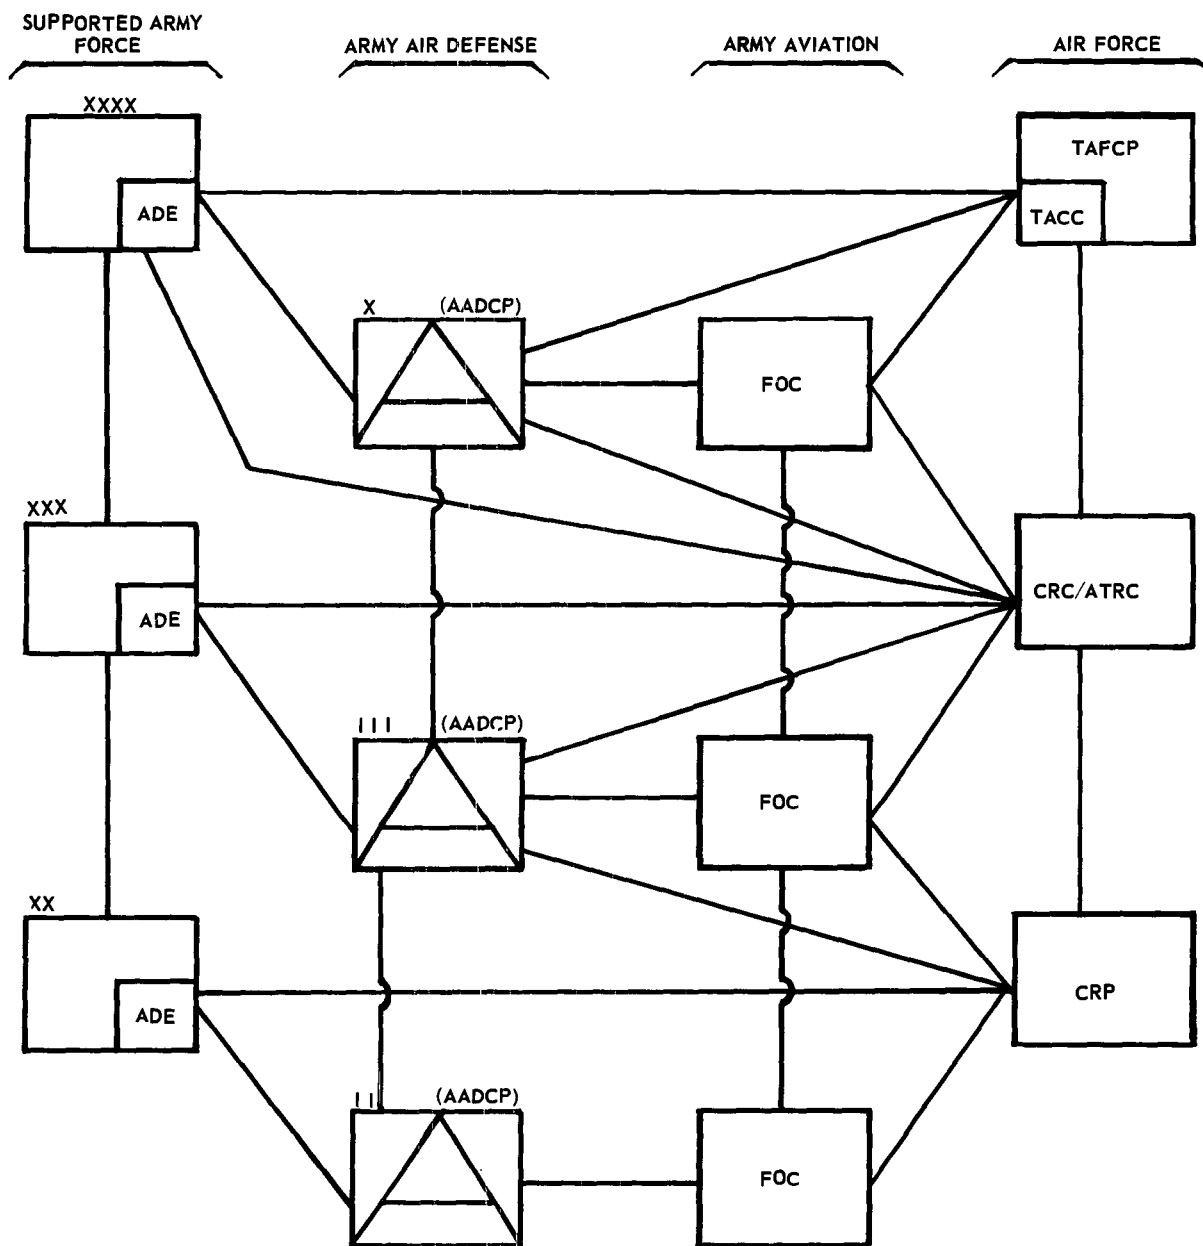 SUPPORTED ARMY
FORCE
ARMY AIR DEFENSE
ARMY AVIATION
AIR FORCE
XXXX
ADE
TAFCP
TACC
X
(AADCP)
FOC
XXX
ADE
CRC/ATRC
III
(AADCP)
FOC
XX
ADE
CRP
II
(AADCP)
FOC